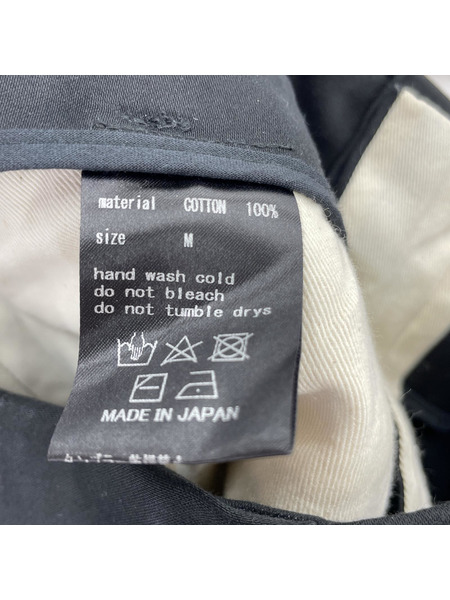 material COTTON 100%
size M
hand wash cold
do not bleach
do not tumble drys
MADE IN JAPAN